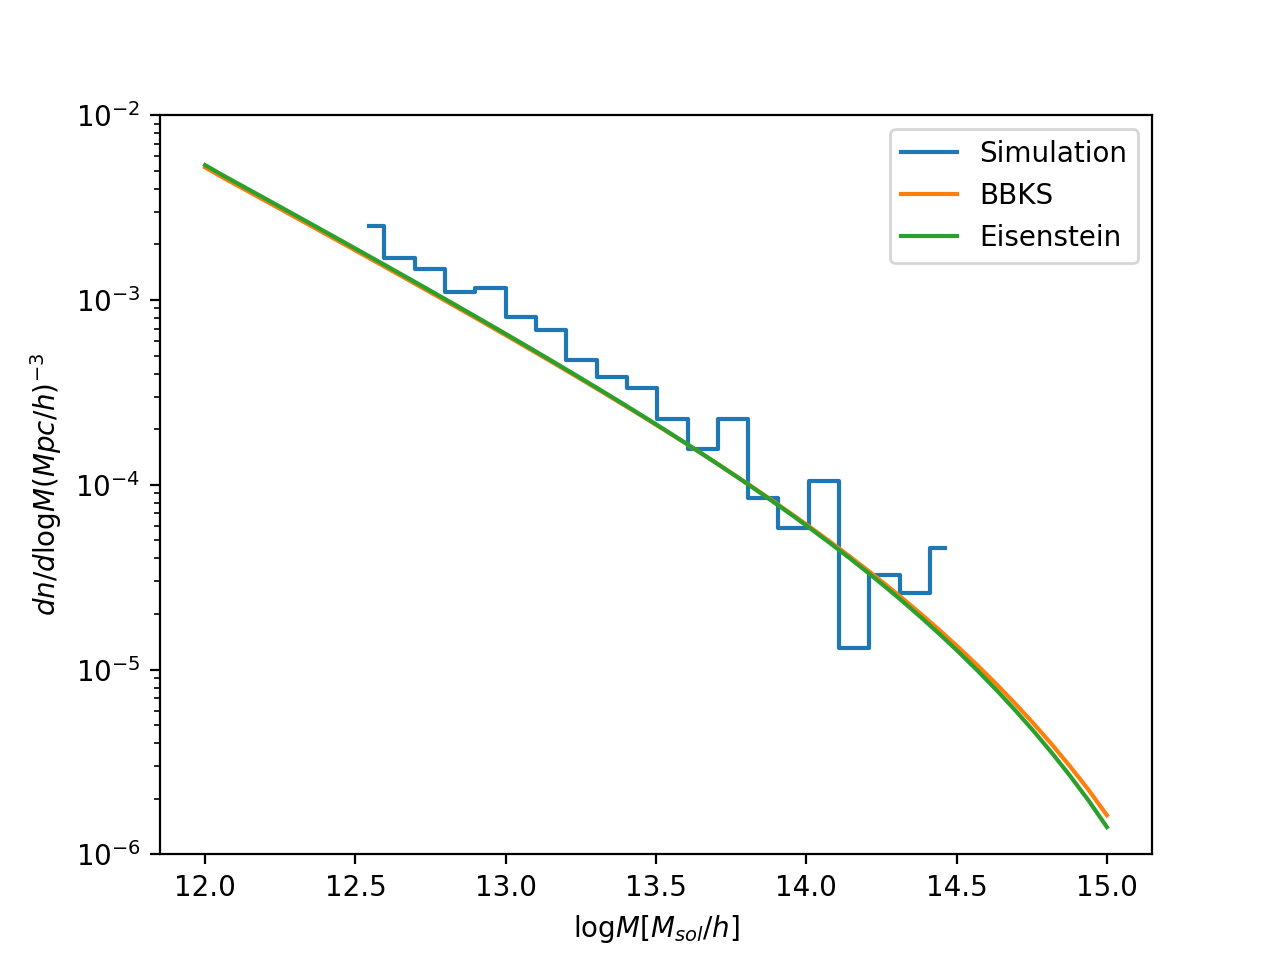 10⁻²
10⁻³
10⁻⁴
10⁻⁵
10⁻⁶
dn/dlogM(Mpc/h)⁻³
Simulation
BBKS
Eisenstein
12.0 12.5 13.0 13.5 14.0 14.5 15.0
logM[M_sol/h]